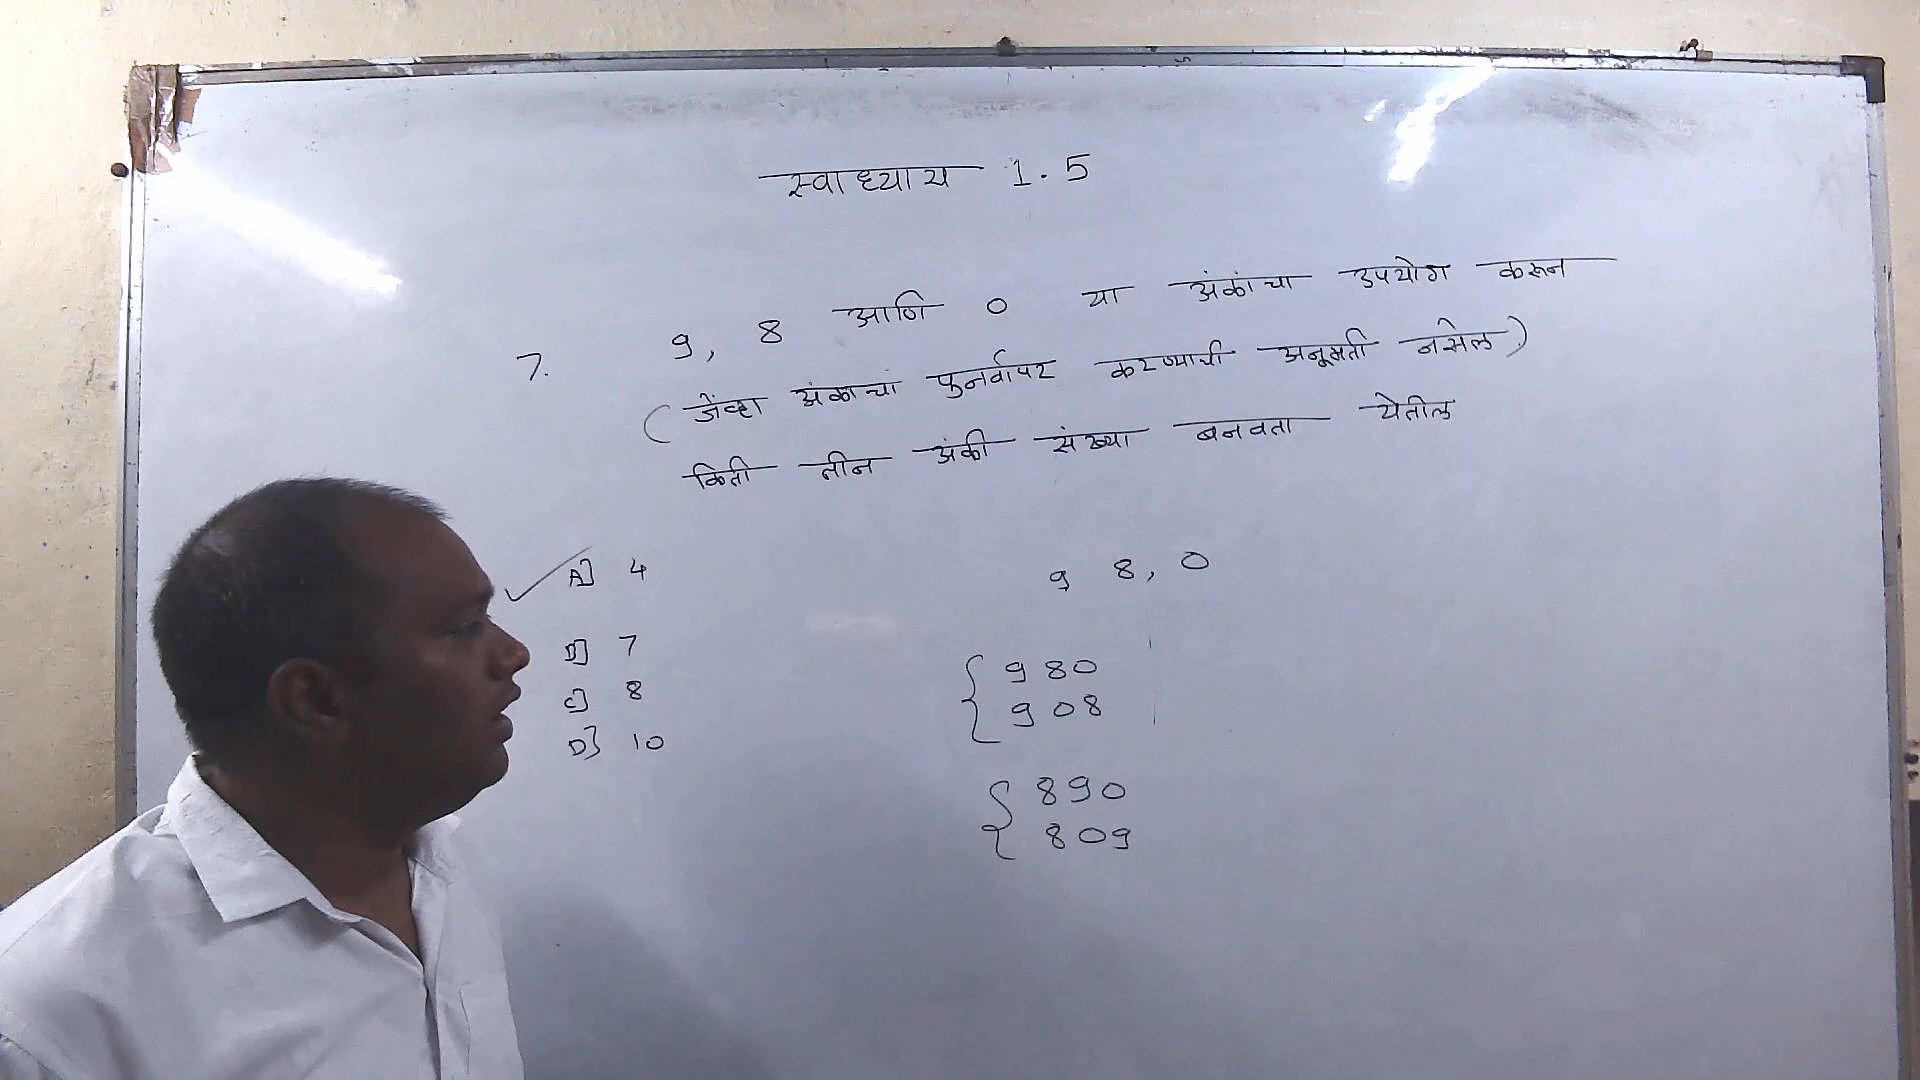 स्वाध्याय 1.5
7. 9, 8 आणि 0 या अंकांचा उपयोग करून
(जेंव्हा अंकाचा पुनर्वापर करण्याची अनूमती नसेल)
किती तीन अंकी संख्या बनवता येतील
A] 4
B] 7
C] 8
D] 10
9 8, 0
980
908
890
809